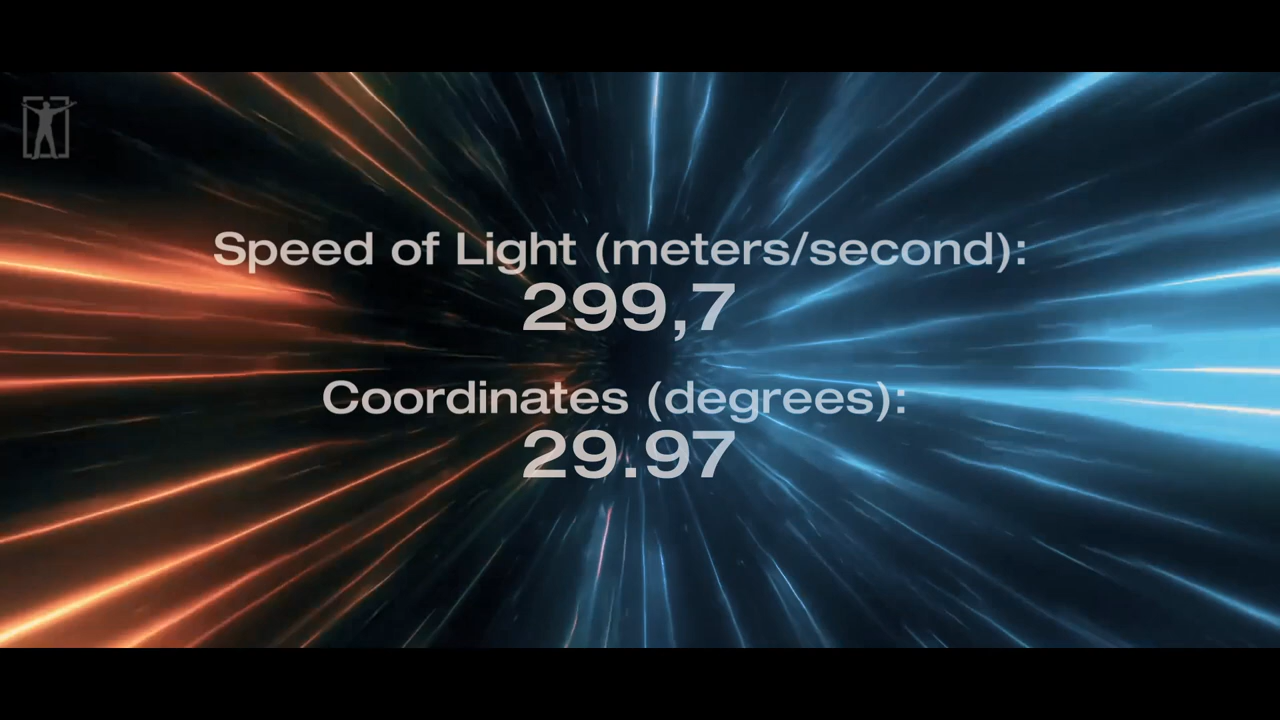 Speed of Light (meters/second):
299,7
Coordinates (degrees):
29.97